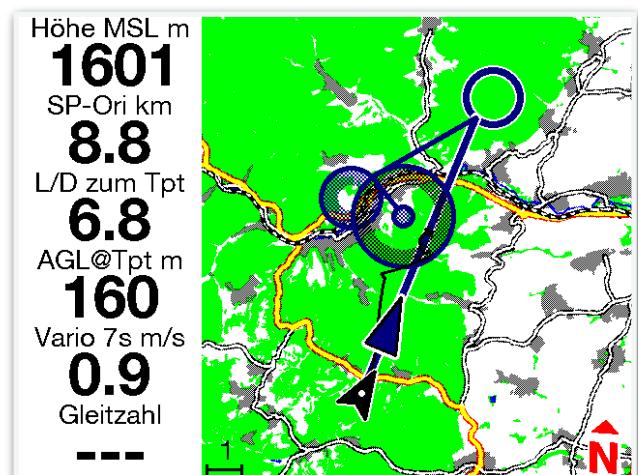 Höhe MSL m
1601
SP-Ori km
8.8
L/D zum Tpt
6.8
AGL@Tpt m
160
Vario 7s m/s
0.9
Gleitzahl
---
1
N